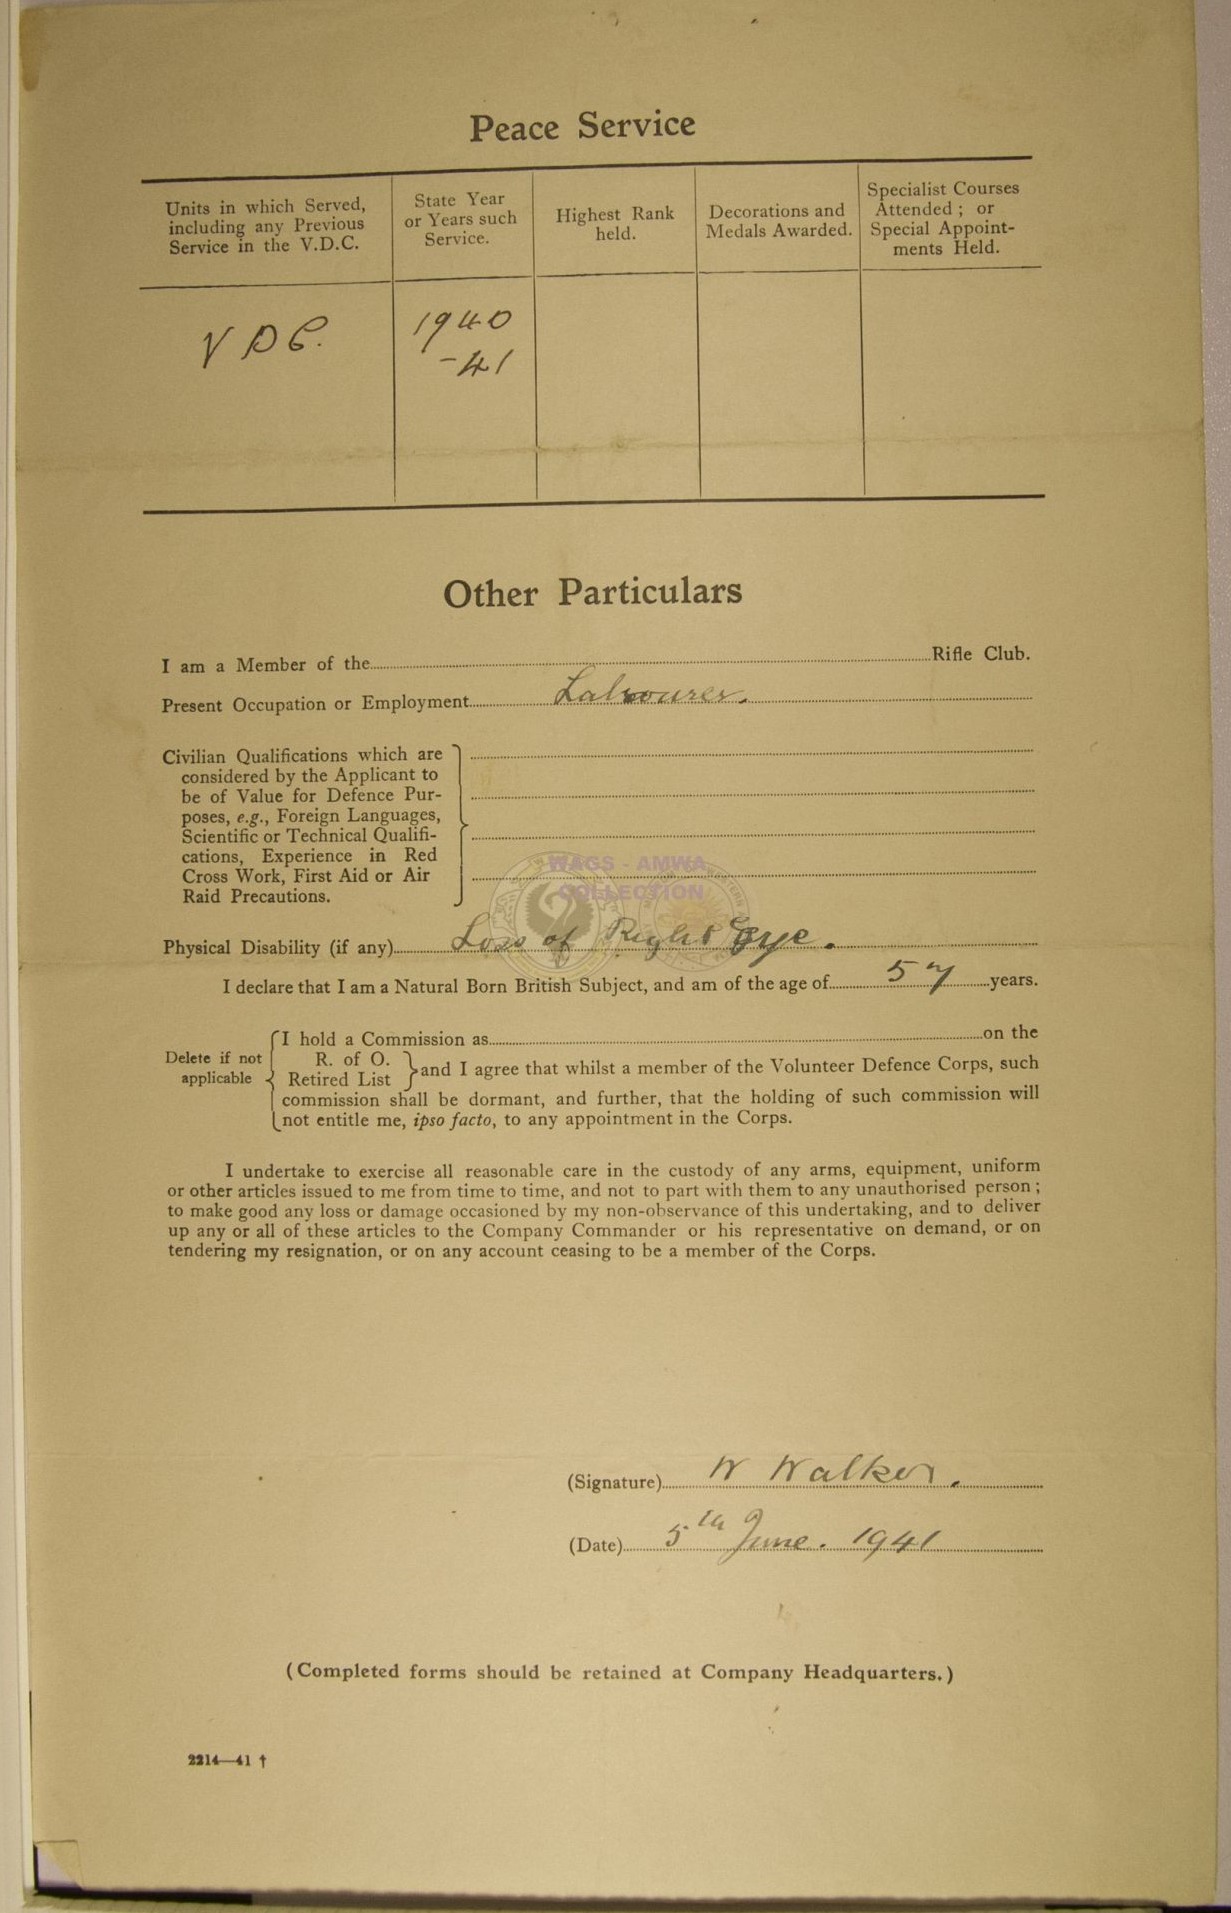 Peace Service
Units in which Served,
including any Previous
Service in the V.D.C.
State Year
or Years such
Service.
Highest Rank
held.
Decorations and
Medals Awarded.
Specialist Courses
Attended ; or
Special Appoint-
ments Held.
V D C.
1940
-41
Other Particulars
I am a Member of the Rifle Club.
Present Occupation or Employment Labourer.
Civilian Qualifications which are
considered by the Applicant to
be of Value for Defence Pur-
poses, e.g., Foreign Languages,
Scientific or Technical Qualifi-
cations, Experience in Red
Cross Work, First Aid or Air
Raid Precautions.
WAGS - AMWA
COLLECTION
Physical Disability (if any) Loss of Right Eye.
I declare that I am a Natural Born British Subject, and am of the age of 57 years.
Delete if not
applicable
I hold a Commission as on the
R. of O.
Retired List
and I agree that whilst a member of the Volunteer Defence Corps, such
commission shall be dormant, and further, that the holding of such commission will
not entitle me, ipso facto, to any appointment in the Corps.
I undertake to exercise all reasonable care in the custody of any arms, equipment, uniform
or other articles issued to me from time to time, and not to part with them to any unauthorised person ;
to make good any loss or damage occasioned by my non-observance of this undertaking, and to deliver
up any or all of these articles to the Company Commander or his representative on demand, or on
tendering my resignation, or on any account ceasing to be a member of the Corps.
(Signature) W Walker.
(Date) 5th June. 1941
(Completed forms should be retained at Company Headquarters.)
2214—41 †